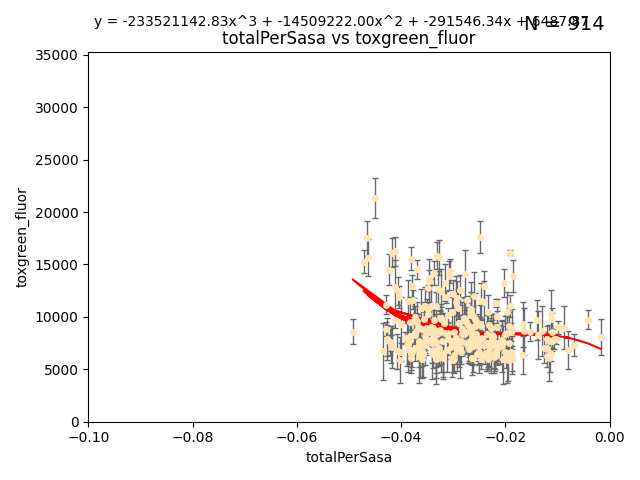 y = -233521142.83x^3 + -14509222.00x^2 + -291546.34x +
N = 914
totalPerSasa vs toxgreen_fluor
35000
30000
25000
20000
15000
10000
5000
0
toxgreen_fluor
−0.10 −0.08 −0.06 −0.04 −0.02 0.00
totalPerSasa